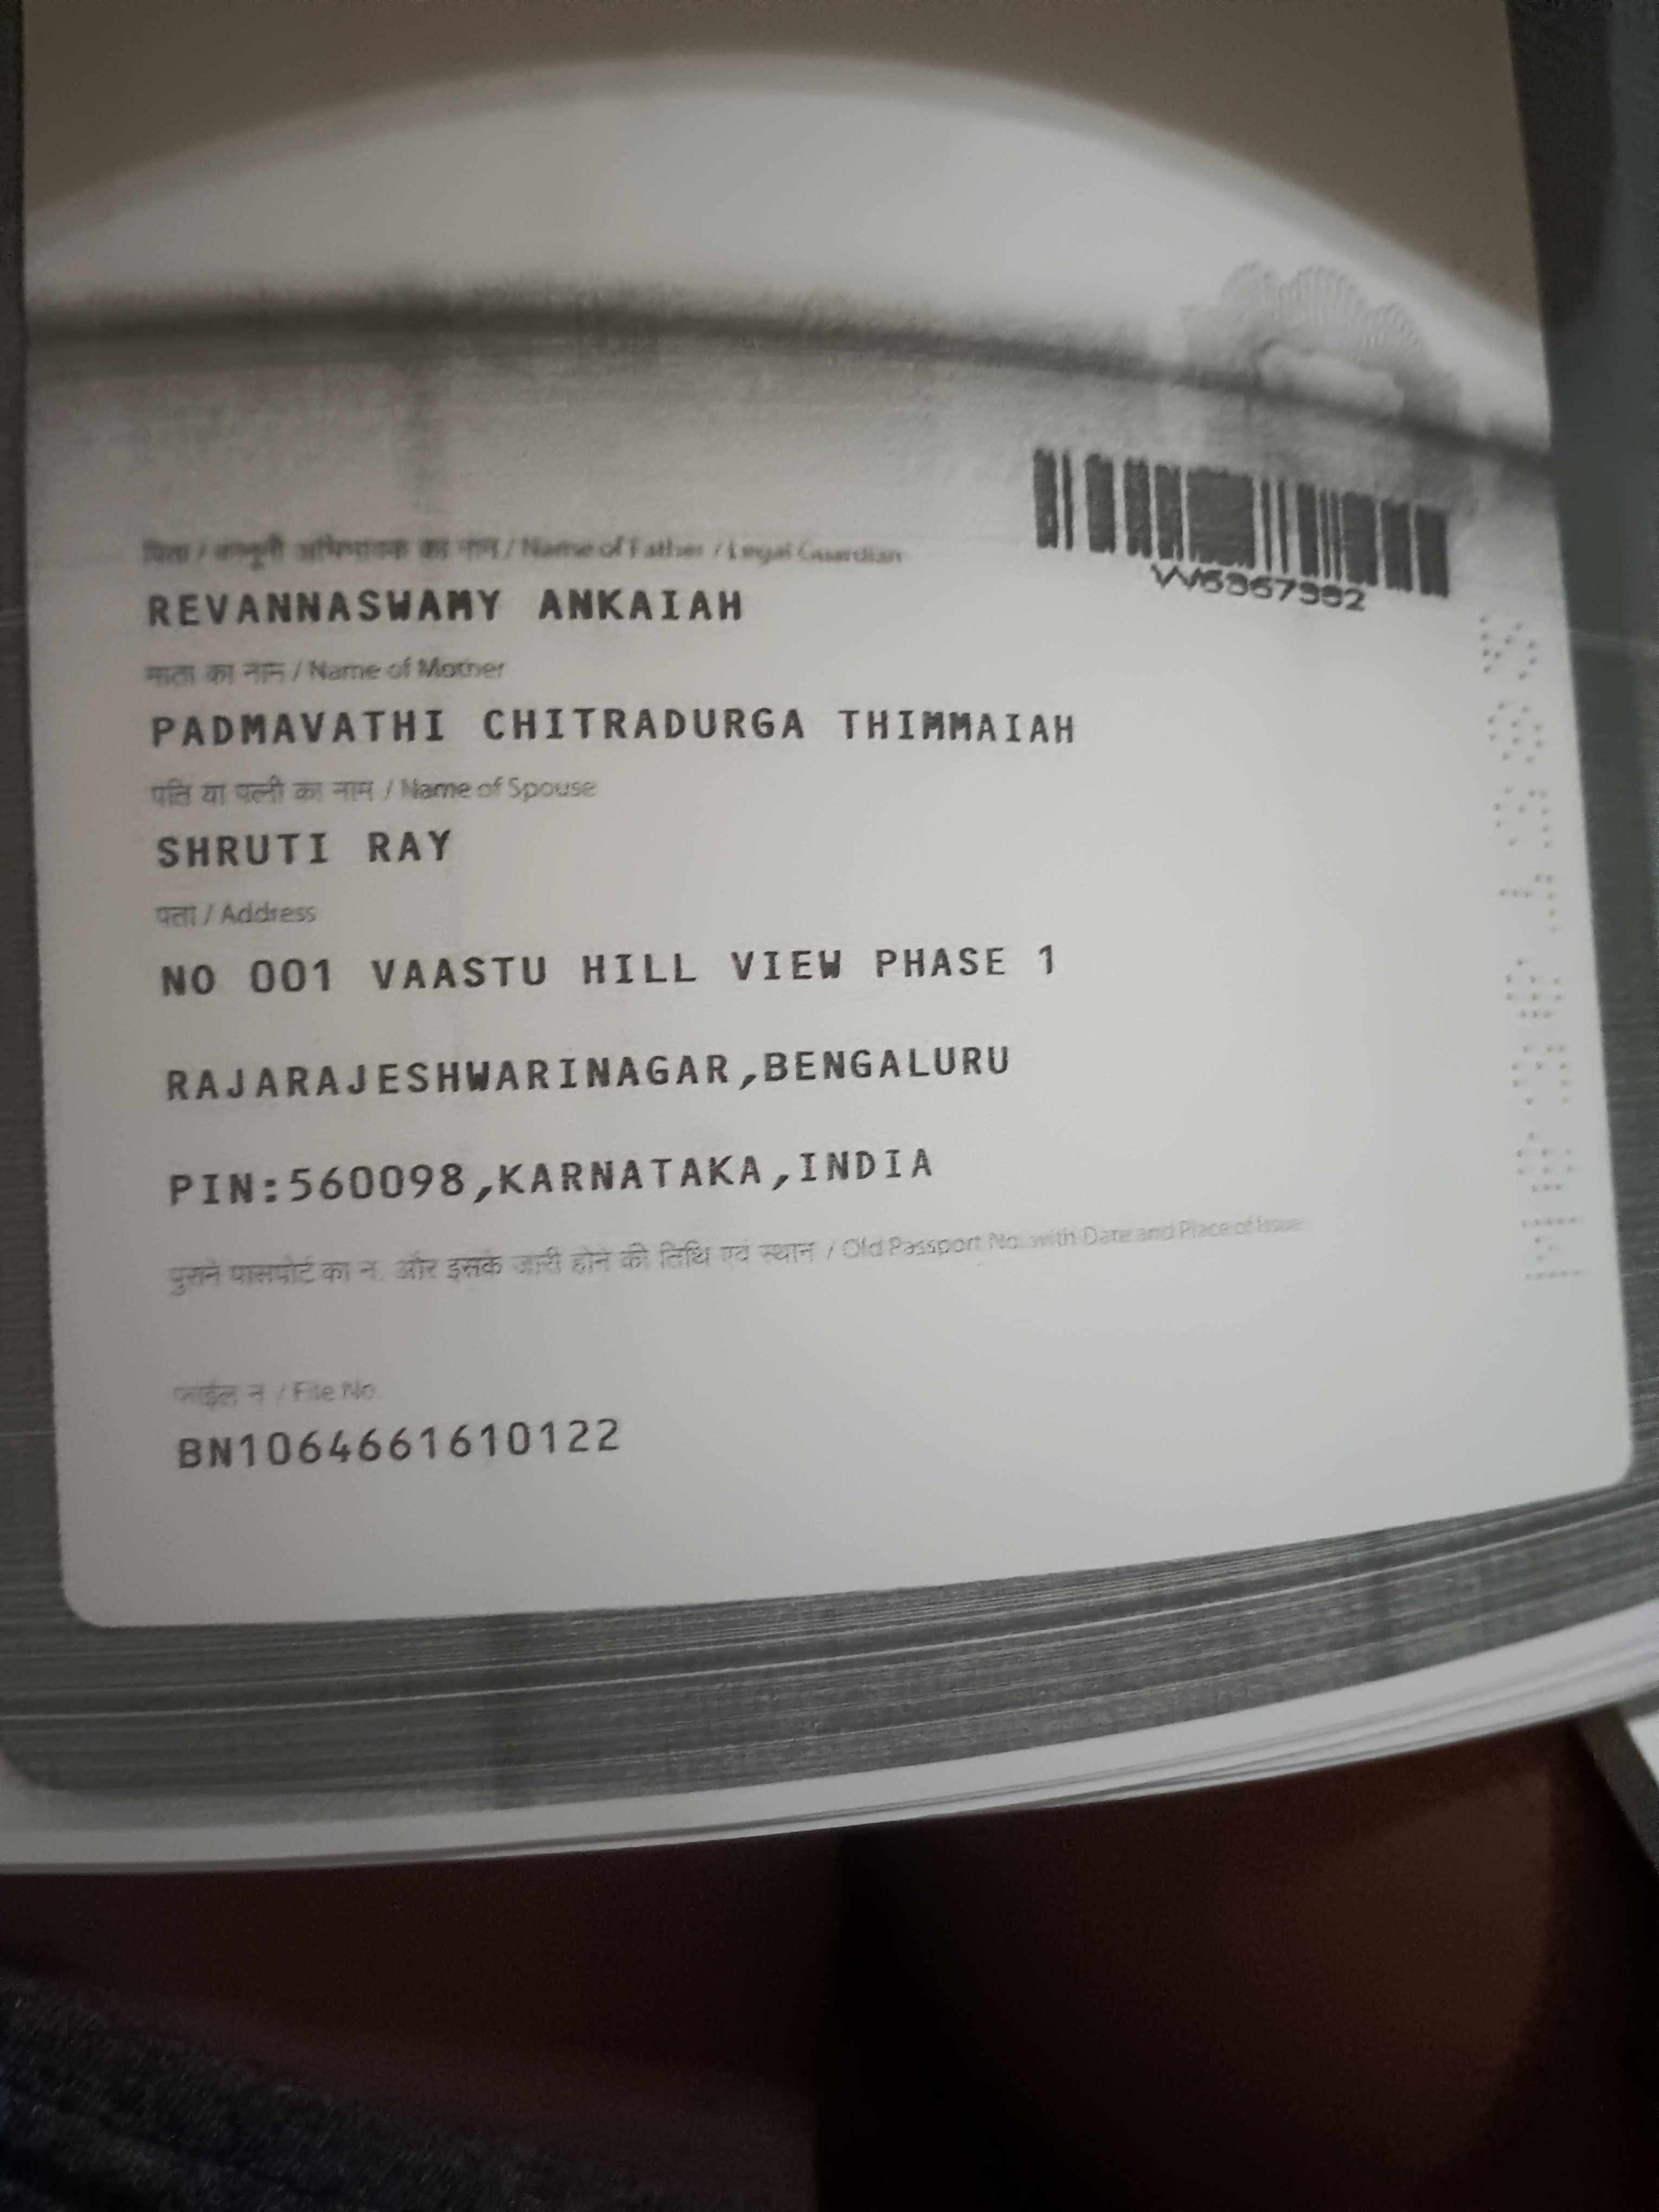 पिता / कानूनी अभिभावक का नाम / Name of Father / Legal Guardian
REVANNASWAMY ANKAIAH
माता का नाम / Name of Mother
PADMAVATHI CHITRADURGA THIMMAIAH
पति या पत्नी का नाम / Name of Spouse
SHRUTI RAY
पता / Address
NO 001 VAASTU HILL VIEW PHASE 1
RAJARAJESHWARINAGAR,BENGALURU
PIN:560098,KARNATAKA,INDIA
पुराने पासपोर्ट का न. और इसके जारी होने की तिथि एवं स्थान / Old Passport No. with Date and Place of Issue
फाईल न / File No.
BN1064661610122